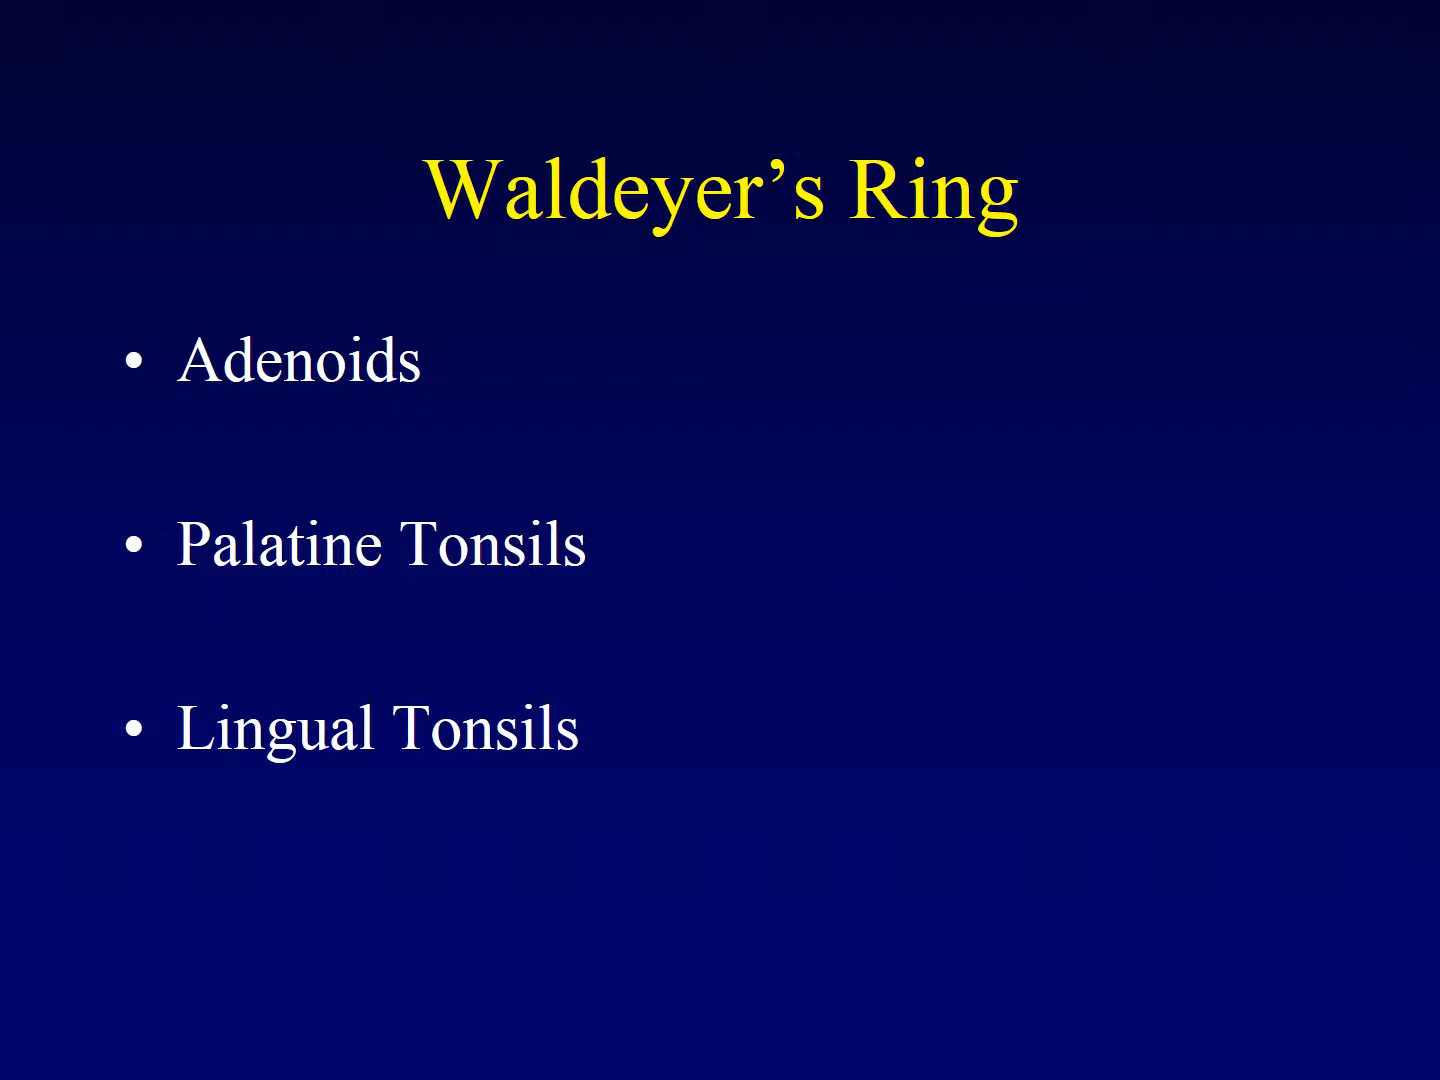 Waldeyer’s Ring
• Adenoids
• Palatine Tonsils
• Lingual Tonsils